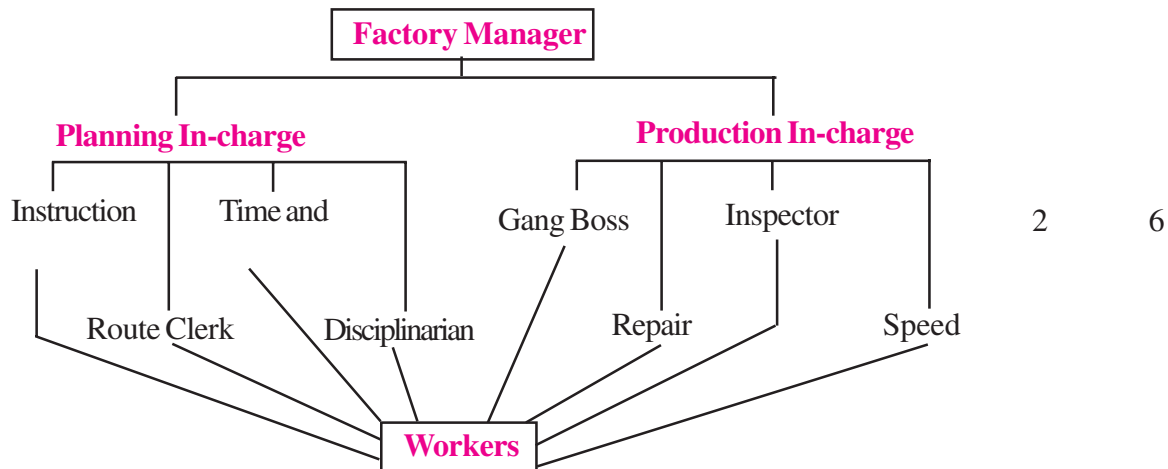 Factory Manager
Planning In-charge
Production In-charge
Instruction
Time and
Gang Boss
Inspector
2 6
Route Clerk
Disciplinarian
Repair
Speed
Workers